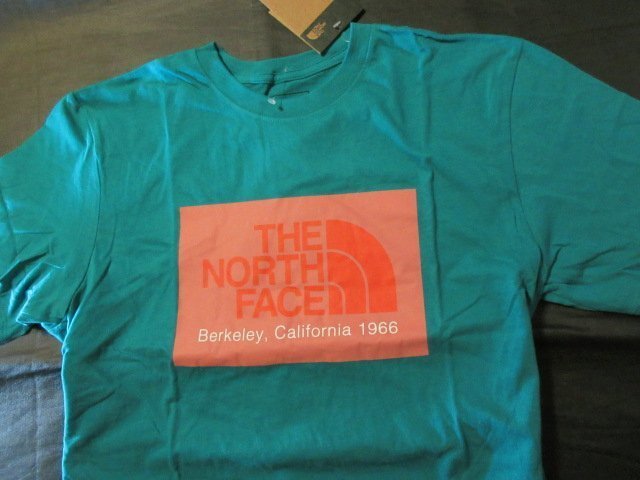 THE
NORTH
FACE
Berkeley, California 1966